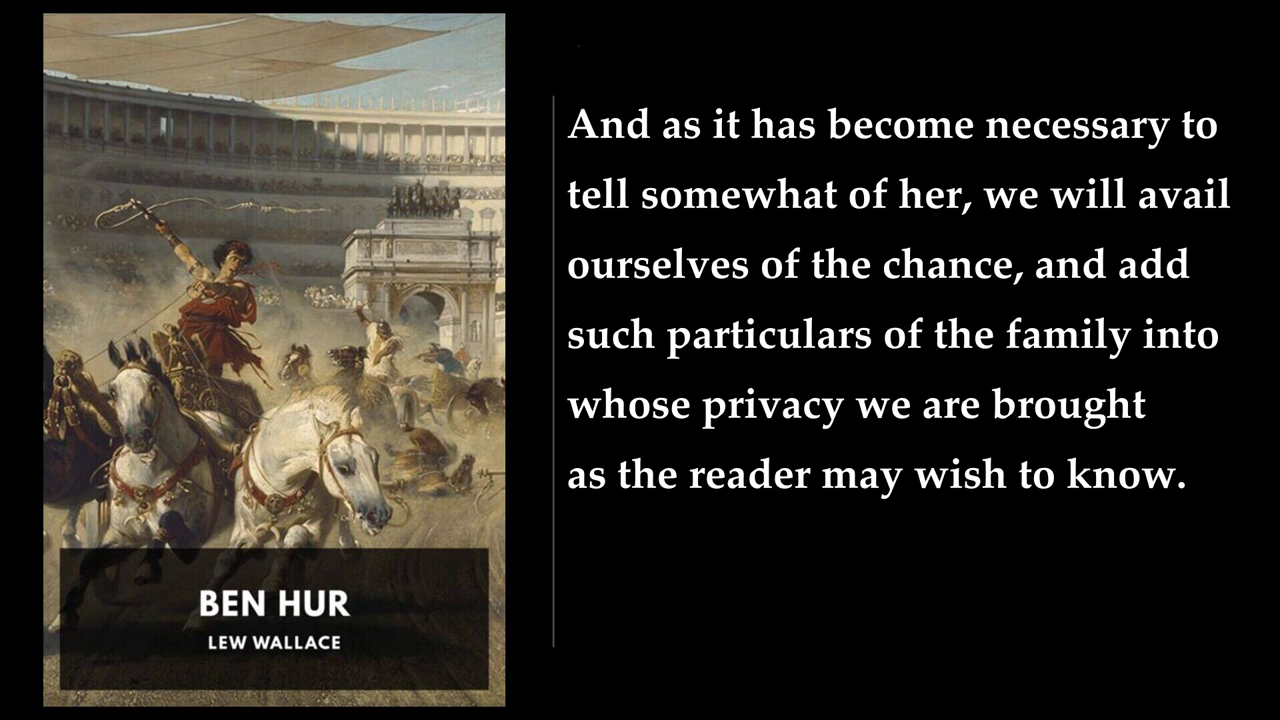 BEN HUR
LEW WALLACE
And as it has become necessary to
tell somewhat of her, we will avail
ourselves of the chance, and add
such particulars of the family into
whose privacy we are brought
as the reader may wish to know.